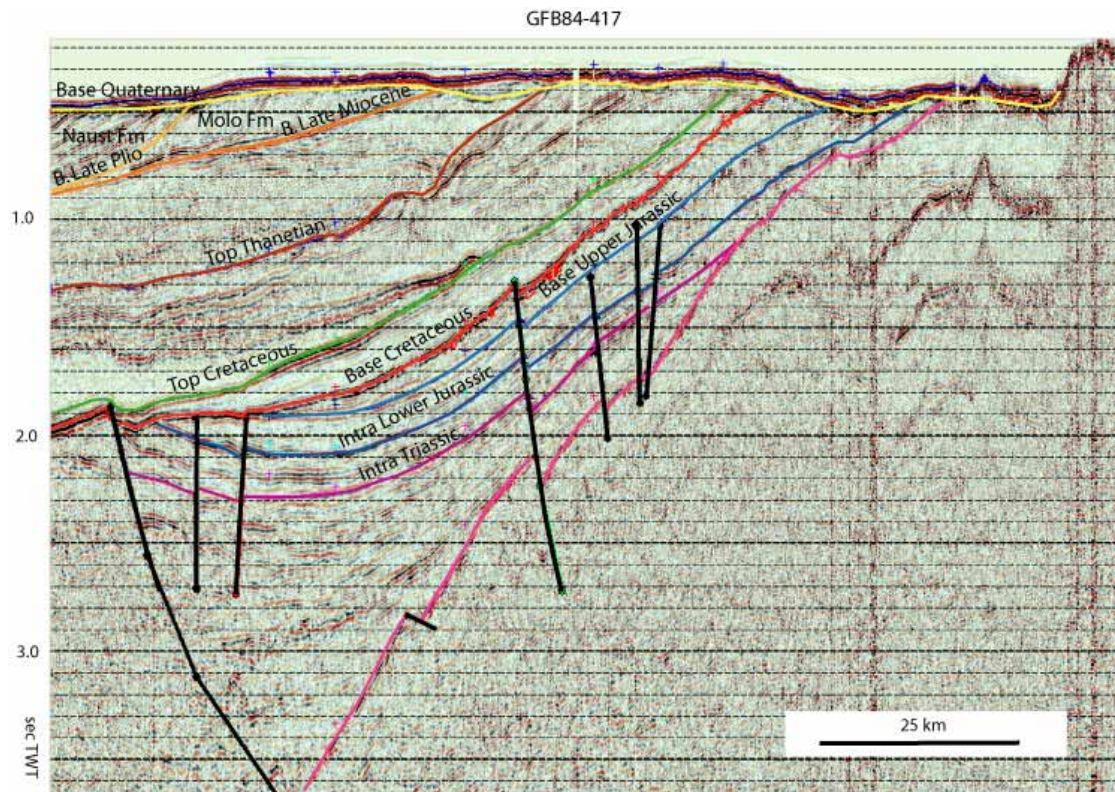 GFB84-417
Base Quaternary
Molo Fm
B. Late Miocene
Naust Fm
B. Late Plio
1.0
Top Thanetian
Base Upper Jurassic
Base Cretaceous
Top Cretaceous
Intra Lower Jurassic
2.0
Intra Triassic
3.0
25 km
sec TWT